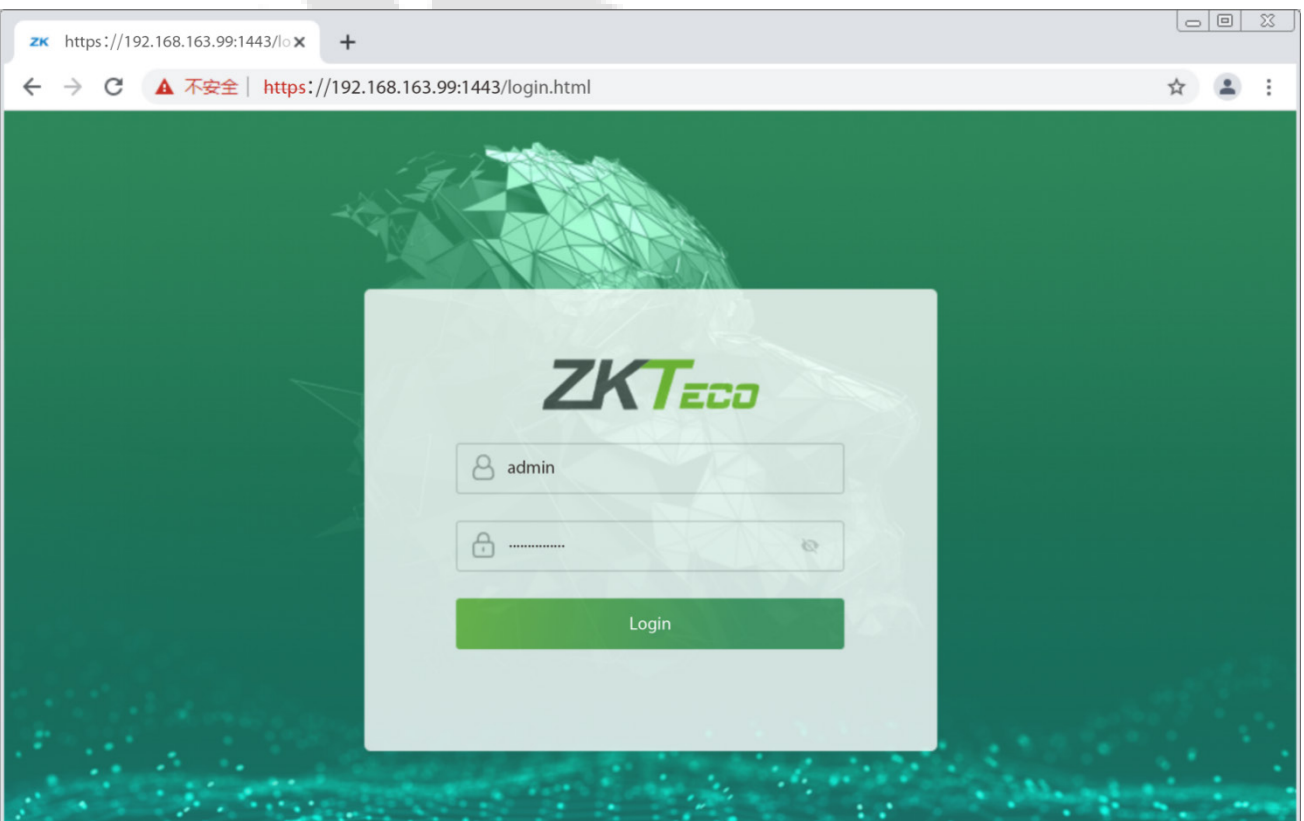 ZK https://192.168.163.99:1443/lo
不安全 https://192.168.163.99:1443/login.html
ZKTECO
admin
Login